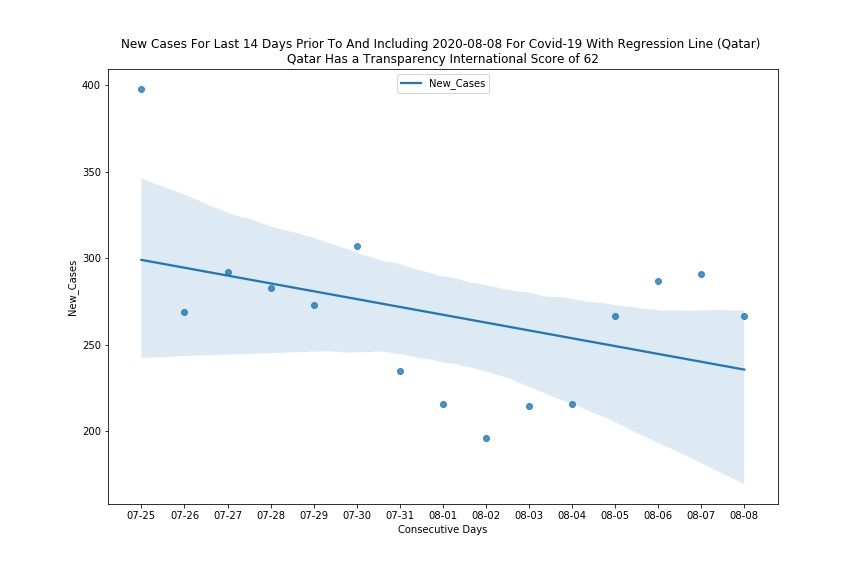 New Cases For Last 14 Days Prior To And Including 2020-08-08 For Covid-19 With Regression Line (Qatar)
Qatar Has a Transparency International Score of 62
New_Cases
400
350
300
250
200
New_Cases
07-25 07-26 07-27 07-28 07-29 07-30 07-31 08-01 08-02 08-03 08-04 08-05 08-06 08-07 08-08
Consecutive Days